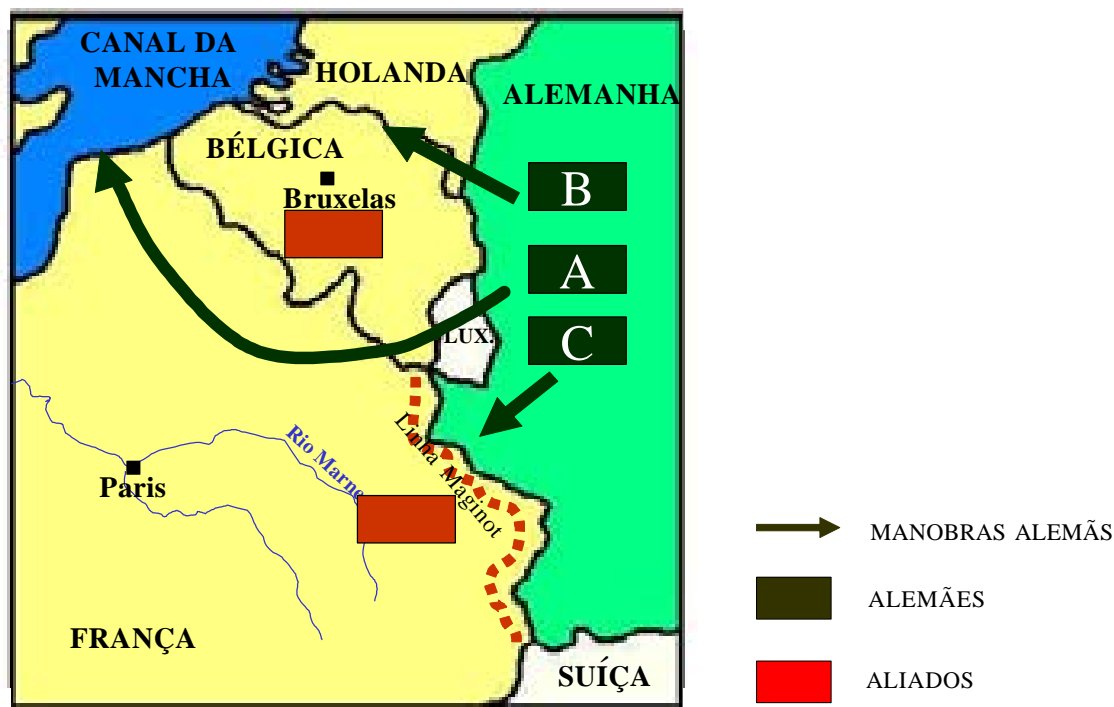 CANAL DA
MANCHA
HOLANDA
ALEMANHA
BÉLGICA
B
Bruxelas
A
C
LUX.
Linha Maginot
Rio Marne
Paris
MANOBRAS ALEMÃS
ALEMÃES
FRANÇA
SUÍÇA
ALIADOS